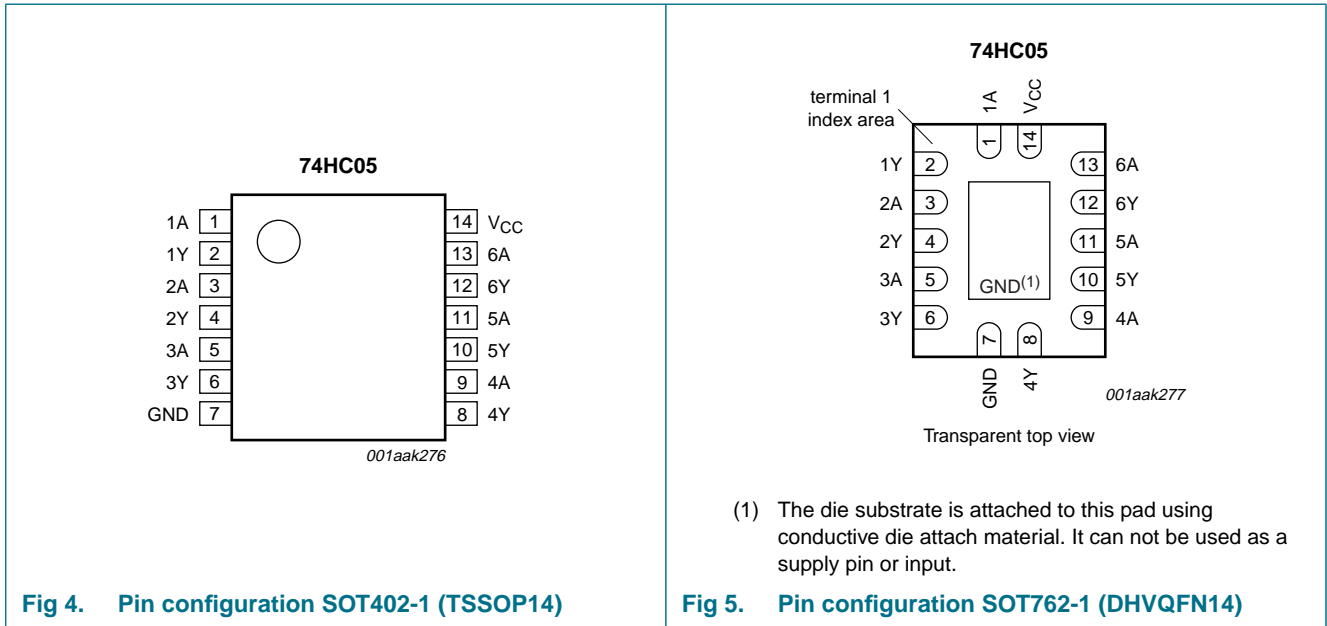 74HC05
1A 1 14 VCC
1Y 2 13 6A
2A 3 12 6Y
2Y 4 11 5A
3A 5 10 5Y
3Y 6 9 4A
GND 7 8 4Y
001aak276
Fig 4. Pin configuration SOT402-1 (TSSOP14)
74HC05
terminal 1
index area
1A VCC
1 14
1Y 2 13 6A
2A 3 12 6Y
2Y 4 11 5A
3A 5 GND(1) 10 5Y
3Y 6 9 4A
7 8
GND 4Y
001aak277
Transparent top view
(1) The die substrate is attached to this pad using
conductive die attach material. It can not be used as a
supply pin or input.
Fig 5. Pin configuration SOT762-1 (DHVQFN14)